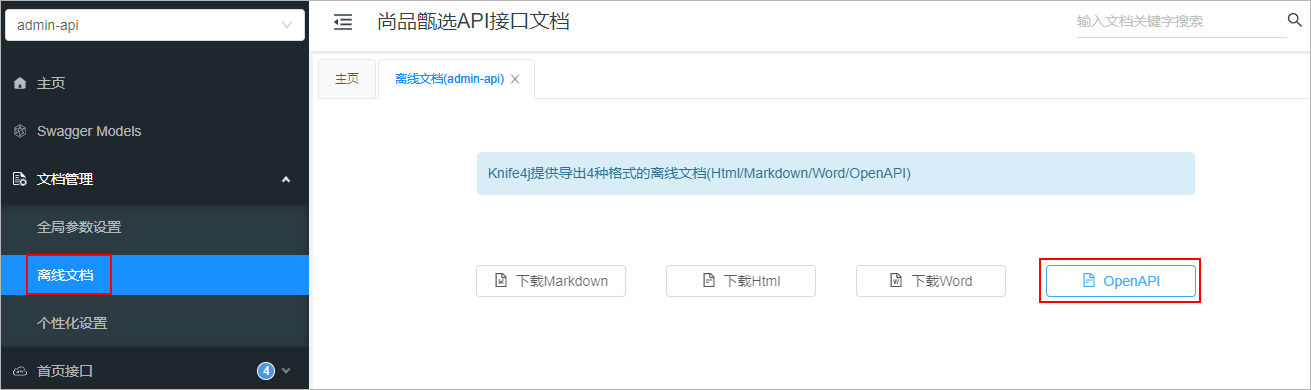 admin-api
尚品甄选API接口文档
输入文档关键字搜索
主页
Swagger Models
文档管理
全局参数设置
离线文档
个性化设置
首页接口
4
主页
离线文档(admin-api)
Knife4j提供导出4种格式的离线文档(Html/Markdown/Word/OpenAPI)
下载Markdown
下载Html
下载Word
OpenAPI